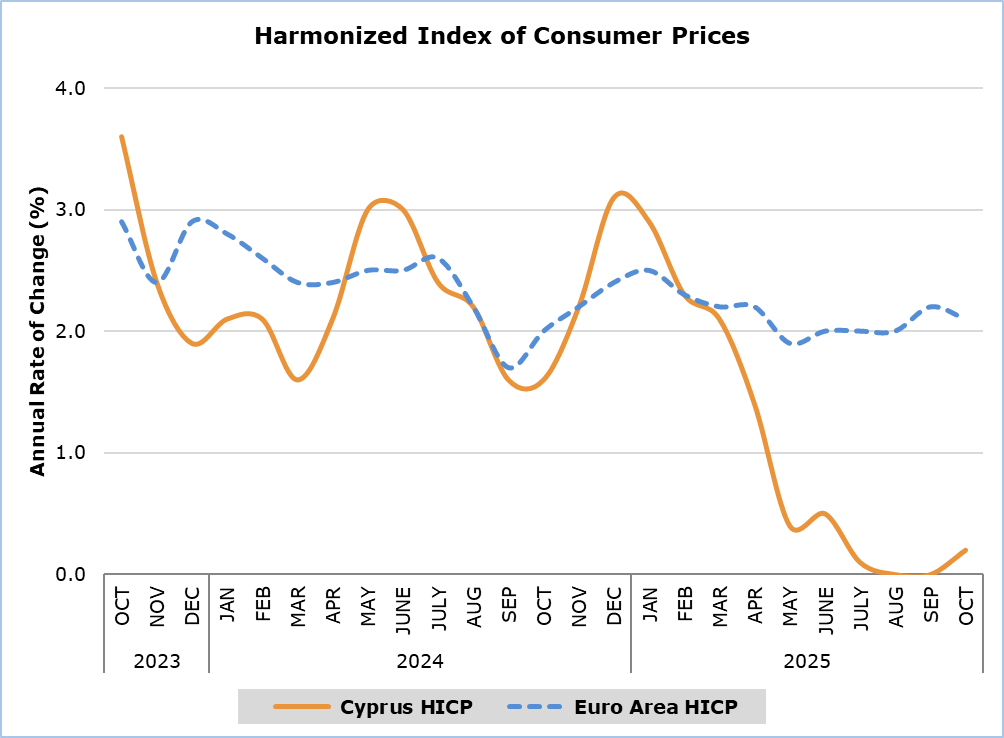 Harmonized Index of Consumer Prices
Annual Rate of Change (%)
4.0
3.0
2.0
1.0
0.0
OCT NOV DEC JAN FEB MAR APR MAY JUNE JULY AUG SEP OCT NOV DEC JAN FEB MAR APR MAY JUNE JULY AUG SEP OCT
2023 2024 2025
Cyprus HICP Euro Area HICP